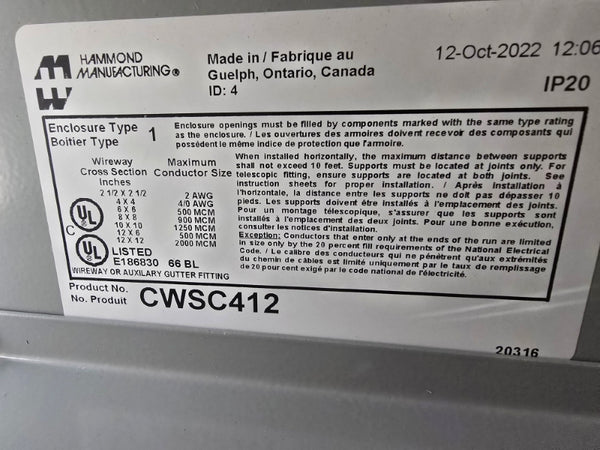 HAMMOND
MANUFACTURING®
Made in / Fabrique au
Guelph, Ontario, Canada
ID: 4
12-Oct-2022 12:06
IP20
Enclosure Type 1
Boitier Type
Enclosure openings must be filled by components marked with the same type rating
as the enclosure. / Les ouvertures des armoires doivent recevoir des composants qui
possédent le même indice de protection que l'armoire.
Wireway Maximum
Cross Section Conductor Size
Inches
2 1/2 X 2 1/2 2 AWG
4 X 4 4/0 AWG
6 X 6 500 MCM
8 X 8 900 MCM
10 X 10 1250 MCM
12 X 6 500 MCM
12 X 12 2000 MCM
When installed horizontally, the maximum distance between supports
shall not exceed 10 feet. Supports must be located at joints only. For
telescopic fitting, ensure supports are located at both joints. See
instruction sheets for proper installation. / Après Installation à
l'horizontale, la distance entre les supports ne doit pas dépasser 10
pieds. Les supports doivent être installés à l'emplacement des joints.
Pour un montage télescopique, s'assurer que les supports sont
installés à l'emplacement des deux joints. Pour une bonne exécution,
consulter les notices d'installation.
Exception: Conductors that enter only at the ends of the run are limited
in size only by the 20 percent fill requirements of the National Electrical
Code. / Le calibre des conducteurs qui ne pénétrent qu'aux extrémités
du chemin de câbles est limité uniquement par le taux de remplissage
de 20 pour cent exigé par le code national de l'électricité.
UL
C UL LISTED
E186830 66 BL
WIREWAY OR AUXILARY GUTTER FITTING
Product No.
No. Produit CWSC412
20316